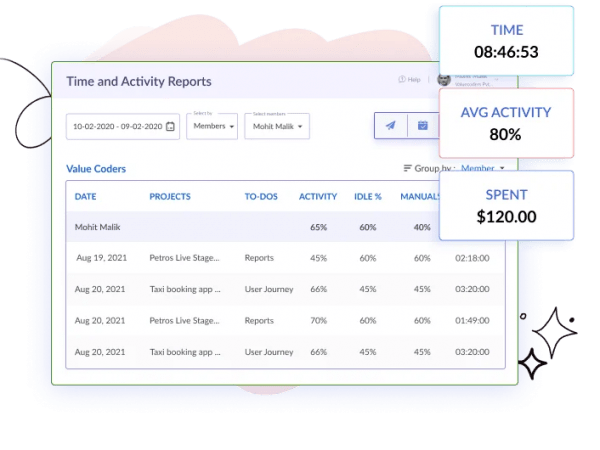 TIME
08:46:53
Time and Activity Reports
Help
AVG ACTIVITY
80%
Select by
Select members
10-02-2020 - 09-02-2020
Members
Mohit Malik
Value Coders
Group by :
Member
SPENT
$120.00
DATE PROJECTS TO-DOS ACTIVITY IDLE % MANUAL
Mohit Malik 65% 60% 40%
Aug 19, 2021 Petros Live Stage... Reports 45% 60% 60% 02:18:00
Aug 20, 2021 Taxi booking app ... User Journey 66% 45% 45% 03:20:00
Aug 20, 2021 Petros Live Stage... Reports 70% 60% 60% 01:49:00
Aug 20, 2021 Taxi booking app ... User Journey 66% 45% 45% 03:20:00